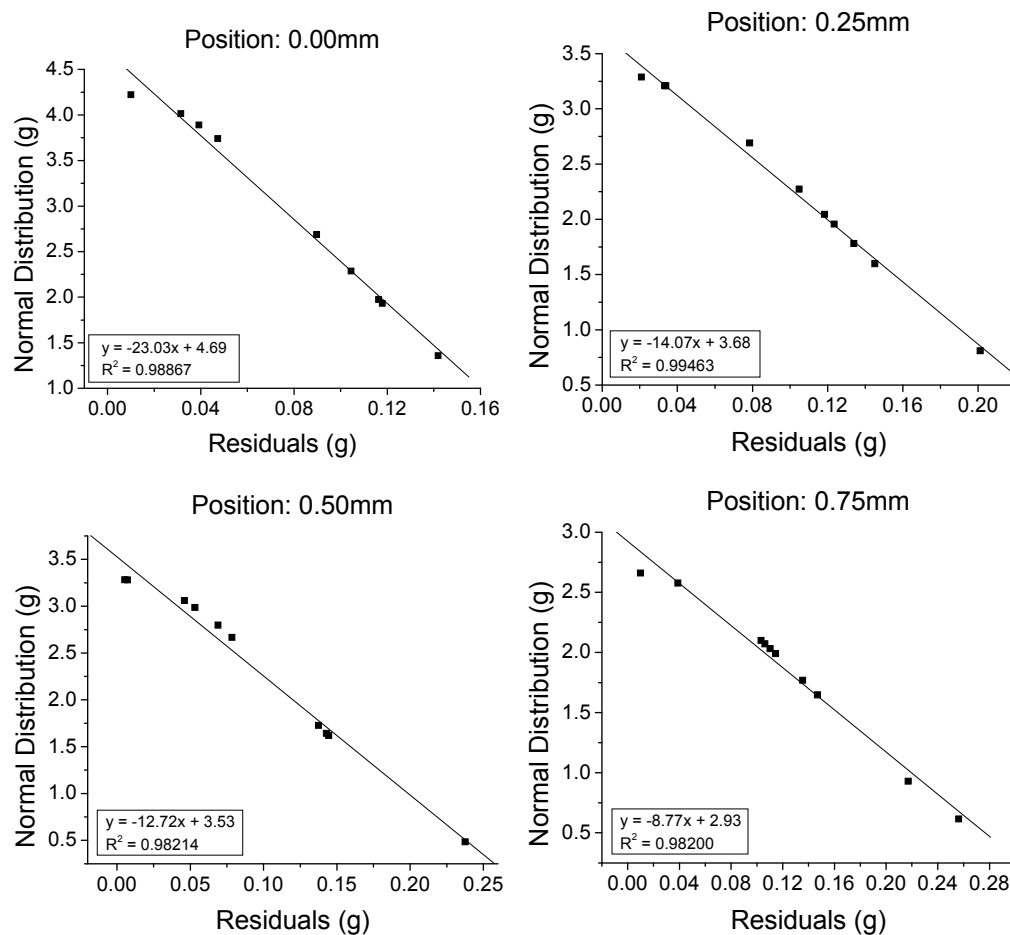 Position: 0.00mm
Normal Distribution (g)
4.5
4.0
3.5
3.0
2.5
2.0
1.5
1.0
y = -23.03x + 4.69
R² = 0.98867
0.00 0.04 0.08 0.12 0.16
Residuals (g)
Position: 0.25mm
Normal Distribution (g)
3.5
3.0
2.5
2.0
1.5
1.0
0.5
y = -14.07x + 3.68
R² = 0.99463
0.00 0.04 0.08 0.12 0.16 0.20
Residuals (g)
Position: 0.50mm
Normal Distribution (g)
3.5
3.0
2.5
2.0
1.5
1.0
0.5
y = -12.72x + 3.53
R² = 0.98214
0.00 0.05 0.10 0.15 0.20 0.25
Residuals (g)
Position: 0.75mm
Normal Distribution (g)
3.0
2.5
2.0
1.5
1.0
0.5
y = -8.77x + 2.93
R² = 0.98200
0.00 0.04 0.08 0.12 0.16 0.20 0.24 0.28
Residuals (g)